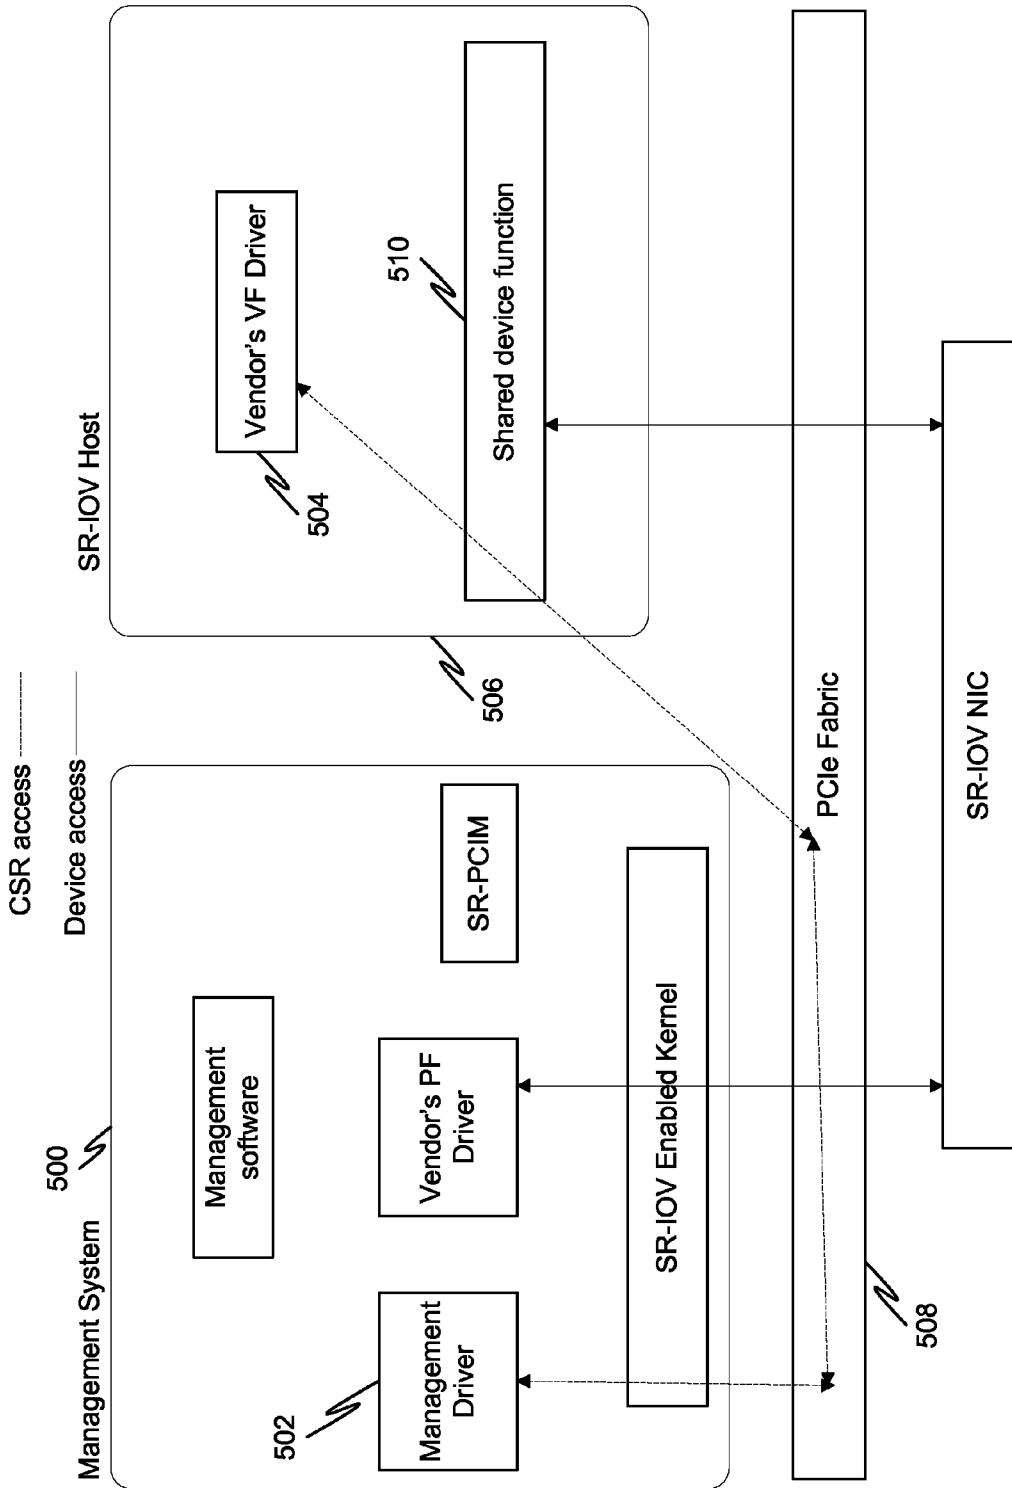 CSR access
Device access
Management System
500
Management
software
502
Management
Driver
Vendor's PF
Driver
SR-PCIM
SR-IOV Enabled Kernel
SR-IOV Host
506
Vendor's VF Driver
504
510
Shared device function
PCIe Fabric
508
SR-IOV NIC